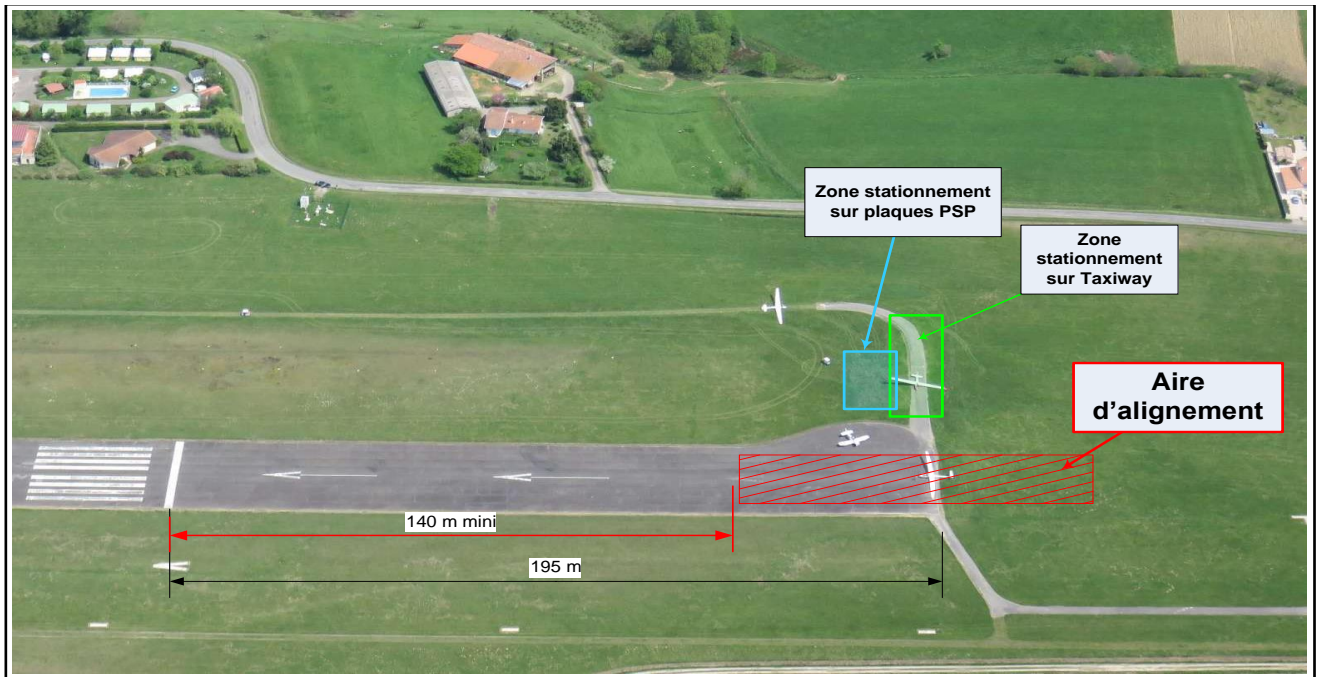 Zone stationnement
sur plaques PSP
Zone
stationnement
sur Taxiway
Aire
d'alignement
140 m mini
195 m